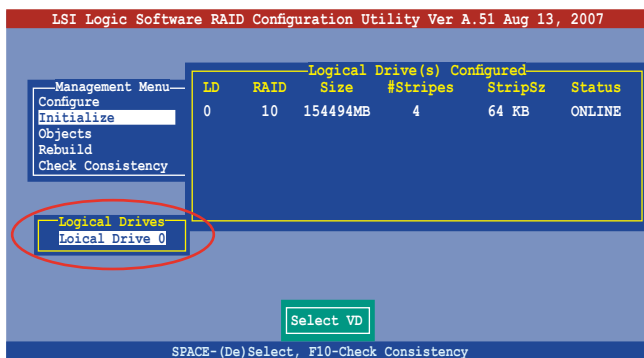 LSI Logic Software RAID Configuration Utility Ver A.51 Aug 13, 2007
Logical Drive(s) Configured
LD RAID Size #Stripes StripSz Status
0 10 154494MB 4 64 KB ONLINE
Management Menu
Configure
Initialize
Objects
Rebuild
Check Consistency
Logical Drives
Loical Drive 0
Select VD
SPACE-(De)Select, F10-Check Consistency